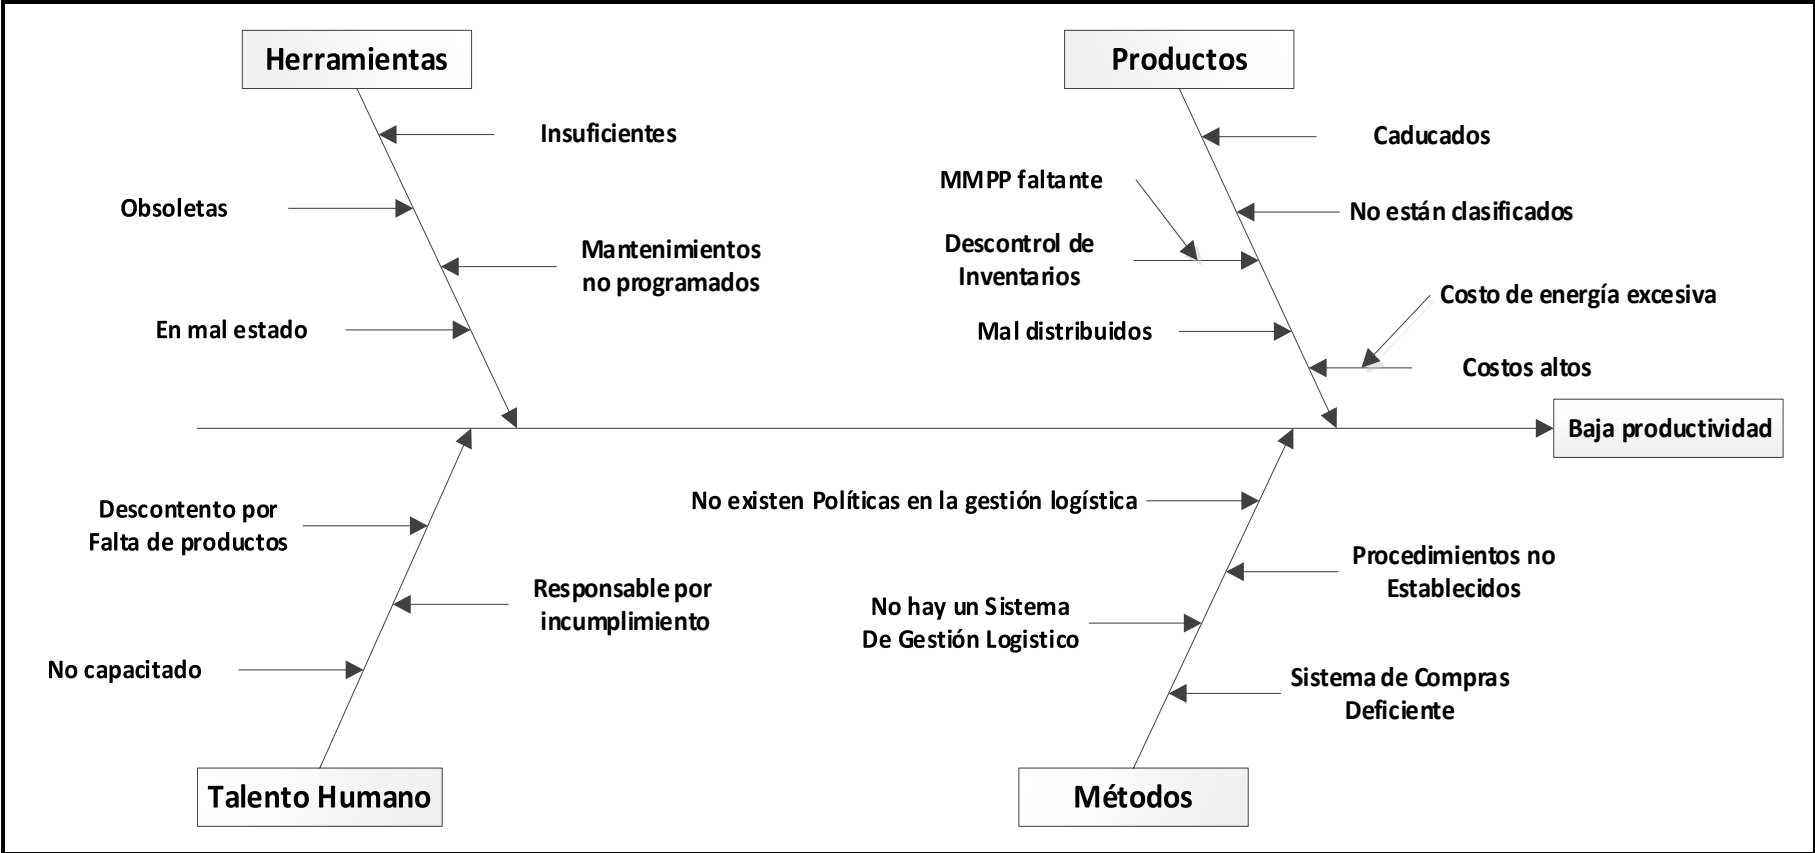 Herramientas
Productos
Insuficientes
Caducados
MMPP faltante
Obsoletas
No están clasificados
Mantenimientos
no programados
Descontrol de
Inventarios
Costo de energía excesiva
En mal estado
Mal distribuidos
Costos altos
Baja productividad
Descontento por
Falta de productos
No existen Políticas en la gestión logística
Procedimientos no
Establecidos
Responsable por
incumplimiento
No hay un Sistema
De Gestión Logistico
No capacitado
Sistema de Compras
Deficiente
Talento Humano
Métodos